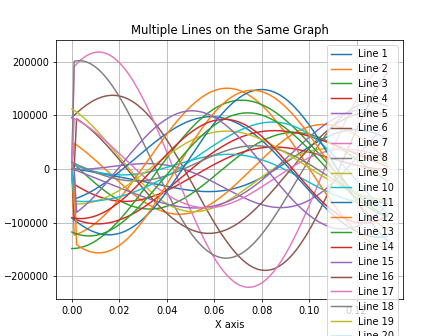 Multiple Lines on the Same Graph
200000
100000
0
−100000
−200000
0.00
0.02
0.04
0.06
0.08
0.10
X axis
Line 1
Line 2
Line 3
Line 4
Line 5
Line 6
Line 7
Line 8
Line 9
Line 10
Line 11
Line 12
Line 13
Line 14
Line 15
Line 16
Line 17
Line 18
Line 19
Line 20